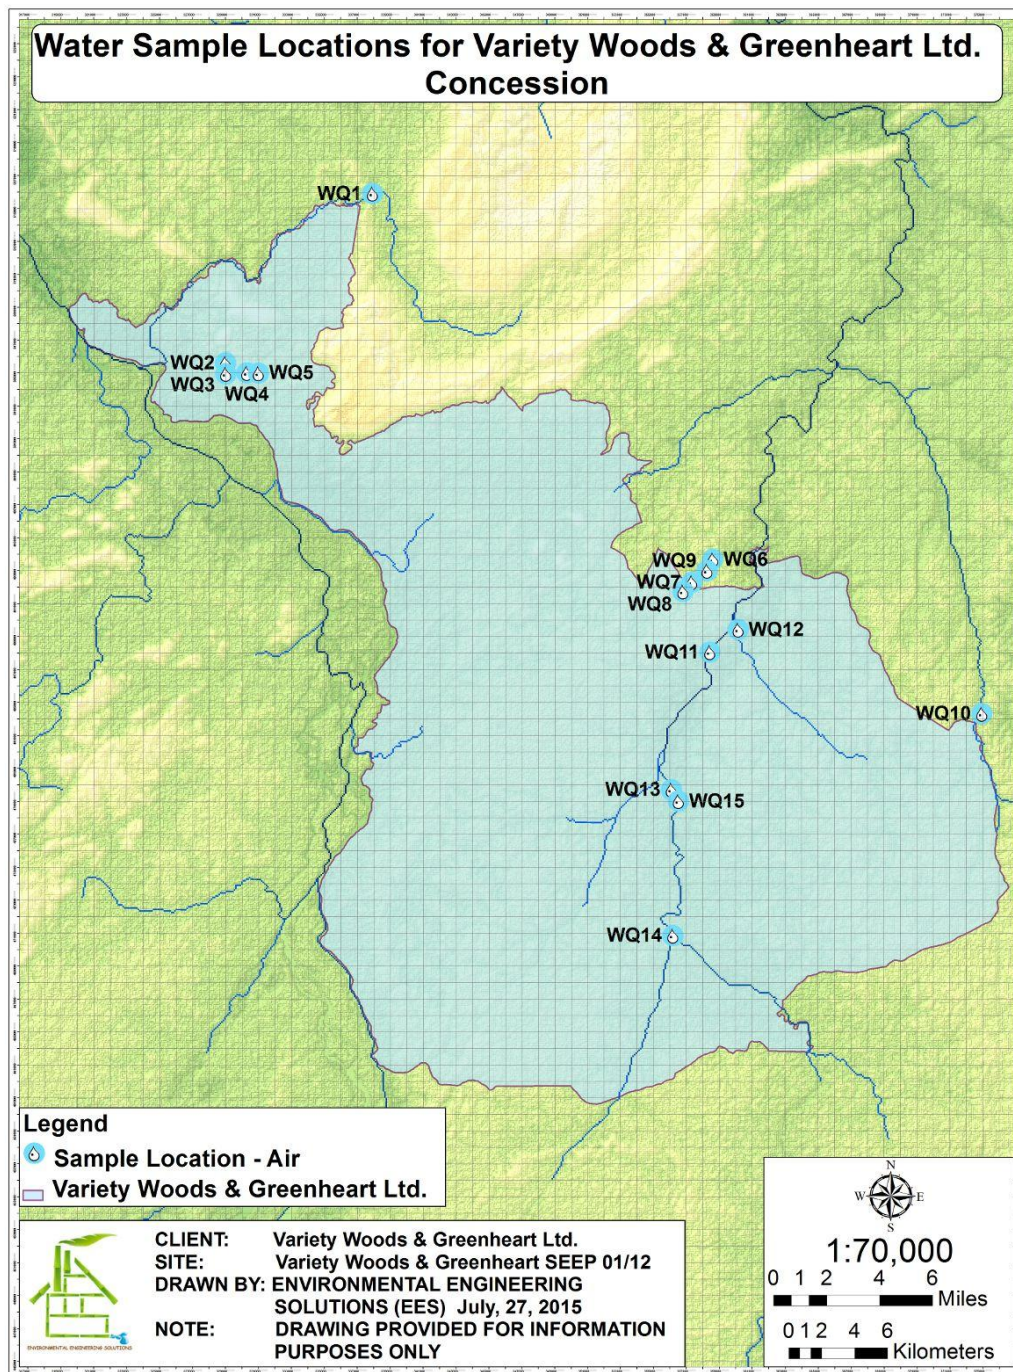 Water Sample Locations for Variety Woods & Greenheart Ltd.
Concession
WQ1
WQ2
WQ3
WQ4
WQ5
WQ9
WQ6
WQ7
WQ8
WQ12
WQ11
WQ10
WQ13
WQ15
WQ14
Legend
Sample Location - Air
Variety Woods & Greenheart Ltd.
CLIENT: Variety Woods & Greenheart Ltd.
SITE: Variety Woods & Greenheart SEEP 01/12
DRAWN BY: ENVIRONMENTAL ENGINEERING
SOLUTIONS (EES) July, 27, 2015
NOTE: DRAWING PROVIDED FOR INFORMATION
PURPOSES ONLY
ENVIRONMENTAL ENGINEERING SOLUTIONS
N
W E
S
1:70,000
0 1 2 4 6
Miles
0 1 2 4 6
Kilometers